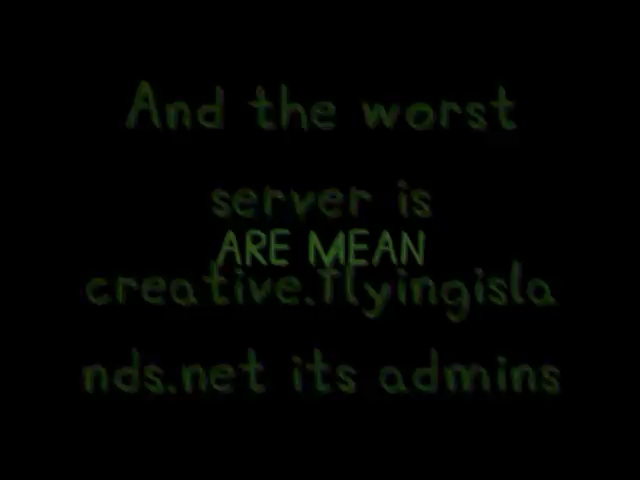 And the worst
server is
ARE MEAN
creative.flyingisla
nds.net its admins